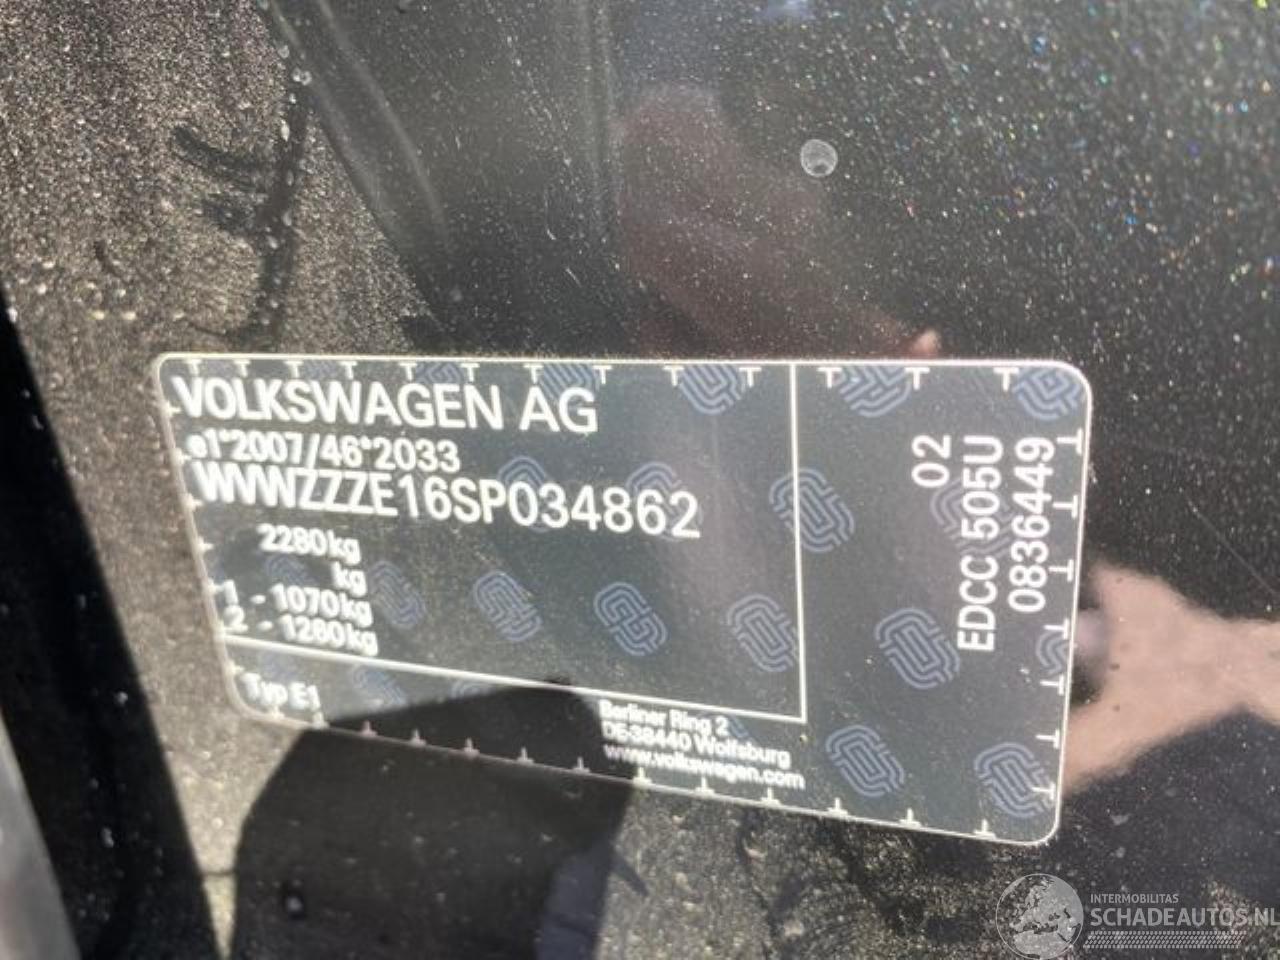 VOLKSWAGEN AG
e1*2007/46*2033
WVWZZZE16SP034862
2280kg
kg
1 - 1070kg
2 - 1280kg
Typ E1
Berliner Ring 2
DE-38440 Wolfsburg
www.volkswagen.com
02
EDCC 505U
0836449
INTERMOBILITAS
SCHADEAUTOS.NL